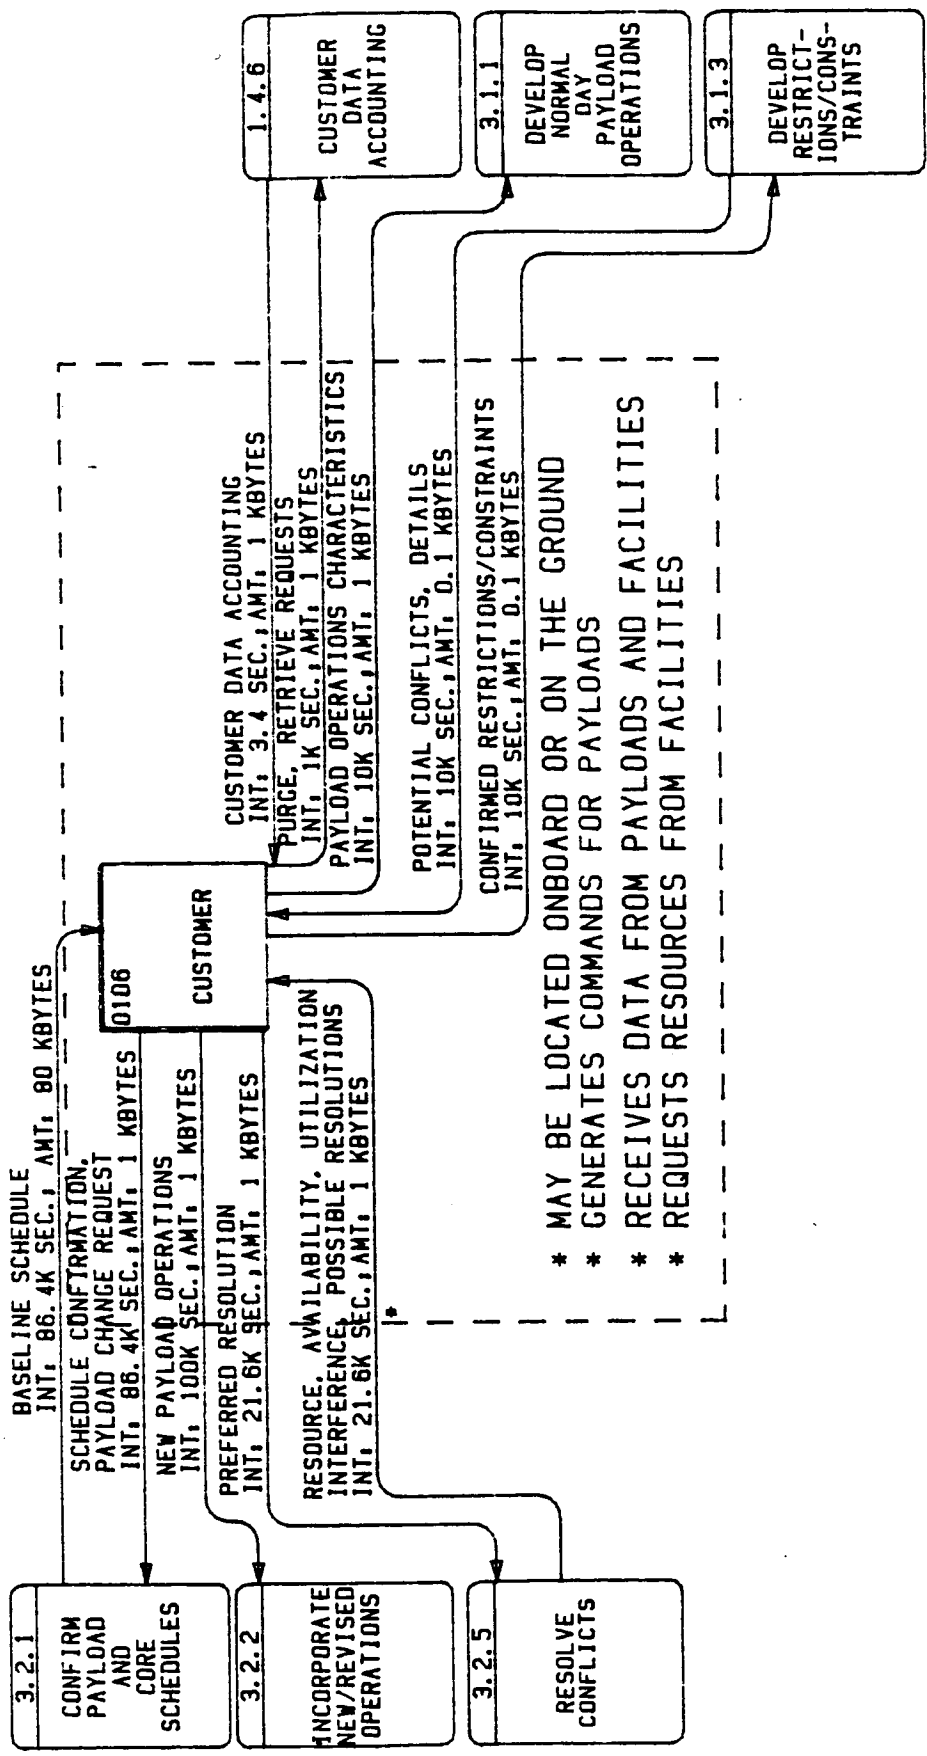 3.2.1
CONFIRM
PAYLOAD
AND
CORE
SCHEDULES
3.2.2
INCORPORATE
NEW/REVISED
OPERATIONS
3.2.5
RESOLVE
CONFLICTS
BASELINE SCHEDULE
INT: 86.4K SEC., AMT: 80 KBYTES
SCHEDULE CONFIRMATION,
PAYLOAD CHANGE REQUEST
INT: 86.4K SEC.,AMT: 1 KBYTES
NEW PAYLOAD OPERATIONS
INT: 100K SEC.,AMT: 1 KBYTES
PREFERRED RESOLUTION
INT: 21.6K SEC.,AMT: 1 KBYTES
RESOURCE, AVAILABILITY, UTILIZATION
INTERFERENCE, POSSIBLE RESOLUTIONS
INT: 21.6K SEC.,AMT: 1 KBYTES
*
0106
CUSTOMER
CUSTOMER DATA ACCOUNTING
INT: 3.4 SEC.,AMT: 1 KBYTES
PURGE, RETRIEVE REQUESTS
INT: 1K SEC.,AMT: 1 KBYTES
PAYLOAD OPERATIONS CHARACTERISTICS
INT: 10K SEC.,AMT: 1 KBYTES
POTENTIAL CONFLICTS, DETAILS
INT: 10K SEC.,AMT: 0.1 KBYTES
CONFIRMED RESTRICTIONS/CONSTRAINTS
INT: 10K SEC.,AMT. 0.1 KBYTES
* MAY BE LOCATED ONBOARD OR ON THE GROUND
* GENERATES COMMANDS FOR PAYLOADS
* RECEIVES DATA FROM PAYLOADS AND FACILITIES
* REQUESTS RESOURCES FROM FACILITIES
1.4.6
CUSTOMER
DATA
ACCOUNTING
3.1.1
DEVELOP
NORMAL
DAY
PAYLOAD
OPERATIONS
3.1.3
DEVELOP
RESTRICT-
IONS/CONS-
TRAINTS